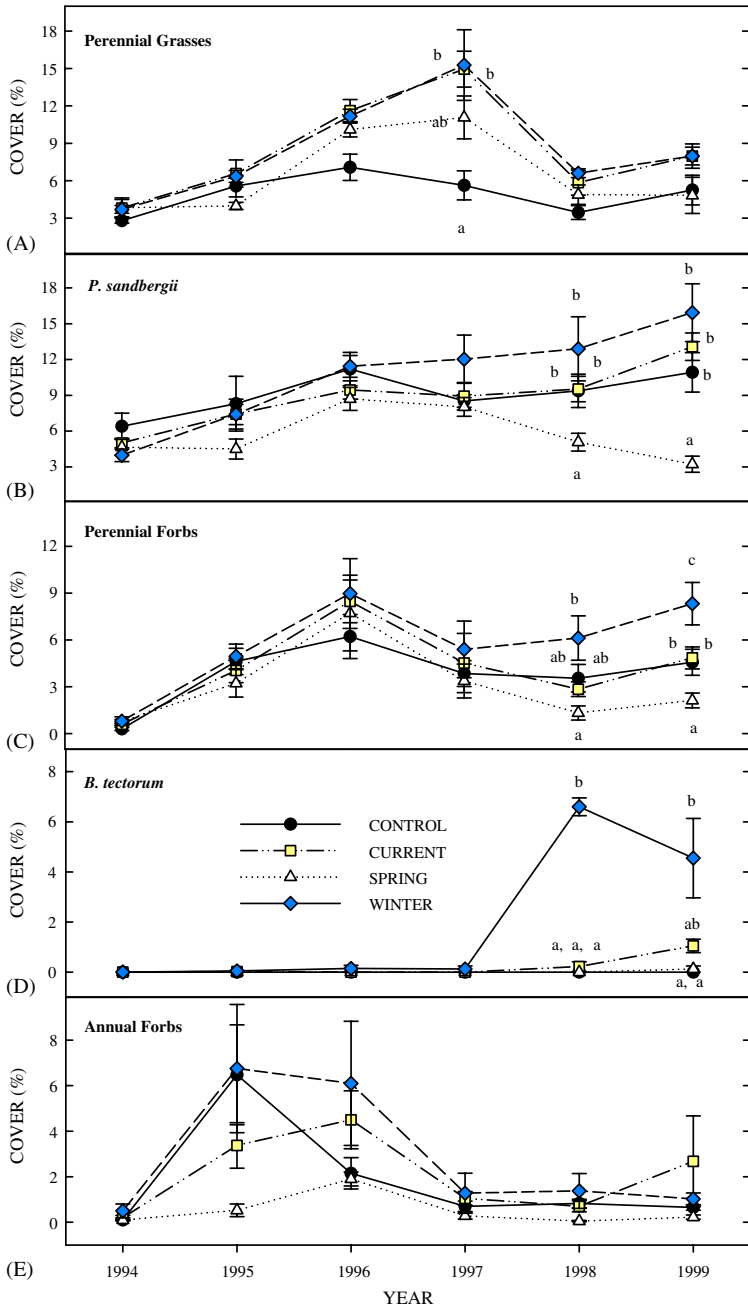 Perennial Grasses
18
15
12
9
6
3
COVER (%)
b
b
ab
a
(A)
P. sandbergii
18
15
12
9
6
3
COVER (%)
b
b
b
b
b
b
a
a
(B)
Perennial Forbs
12
9
6
3
0
COVER (%)
c
b
ab
ab
b
b
a
a
(C)
B. tectorum
8
6
4
2
0
COVER (%)
CONTROL
CURRENT
SPRING
WINTER
b
b
a, a, a
ab
a, a
(D)
Annual Forbs
8
6
4
2
0
COVER (%)
(E)
1994 1995 1996 1997 1998 1999
YEAR